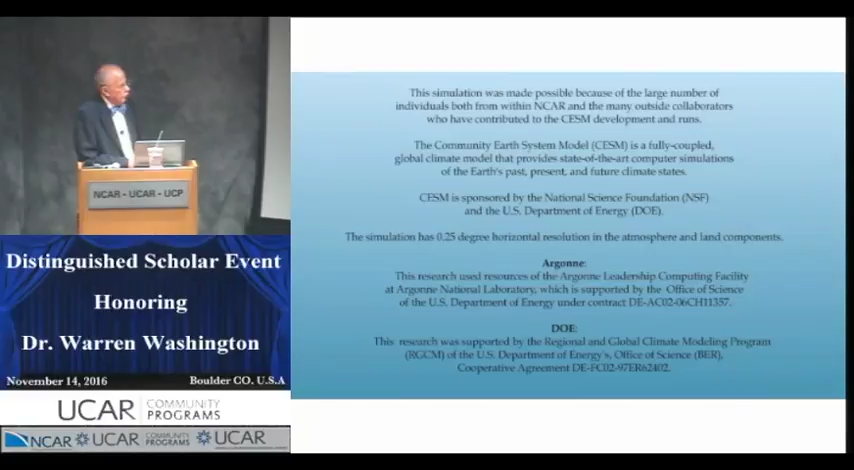 NCAR - UCAR - UCP
Distinguished Scholar Event
Honoring
Dr. Warren Washington
November 14, 2016
Boulder CO. U.S.A
UCAR COMMUNITY
PROGRAMS
NCAR UCAR COMMUNITY PROGRAMS UCAR
This simulation was made possible because of the large number of
individuals both from within NCAR and the many outside collaborators
who have contributed to the CESM development and runs.
The Community Earth System Model (CESM) is a fully-coupled,
global climate model that provides state-of-the-art computer simulations
of the Earth's past, present, and future climate states.
CESM is sponsored by the National Science Foundation (NSF)
and the U.S. Department of Energy (DOE).
The simulation has 0.25 degree horizontal resolution in the atmosphere and land components.
Argonne:
This research used resources of the Argonne Leadership Computing Facility
at Argonne National Laboratory, which is supported by the Office of Science
of the U.S. Department of Energy under contract DE-AC02-06CH11357.
DOE:
This research was supported by the Regional and Global Climate Modeling Program
(RGCM) of the U.S. Department of Energy's, Office of Science (BER),
Cooperative Agreement DE-FC02-97ER62402.